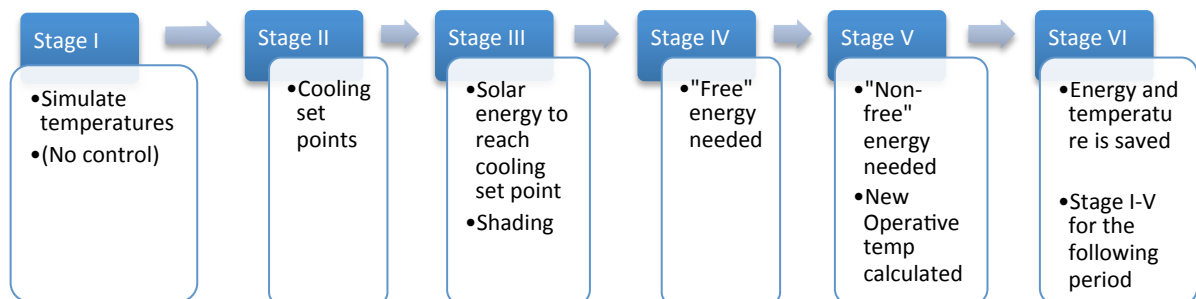 Stage I
•Simulate
temperatures
•(No control)
Stage II
•Cooling
set
points
Stage III
•Solar
energy to
reach
cooling
set point
•Shading
Stage IV
•"Free"
energy
needed
Stage V
•"Non-
free"
energy
needed
•New
Operative
temp
calculated
Stage VI
•Energy and
temperatu
re is saved
•Stage I-V
for the
following
period